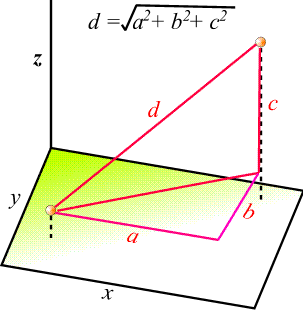 d = √a² + b² + c²
z
d
c
y
b
a
x